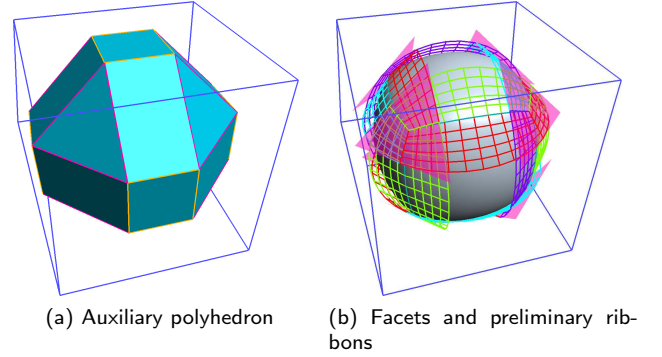 (a) Auxiliary polyhedron
(b) Facets and preliminary rib-
bons